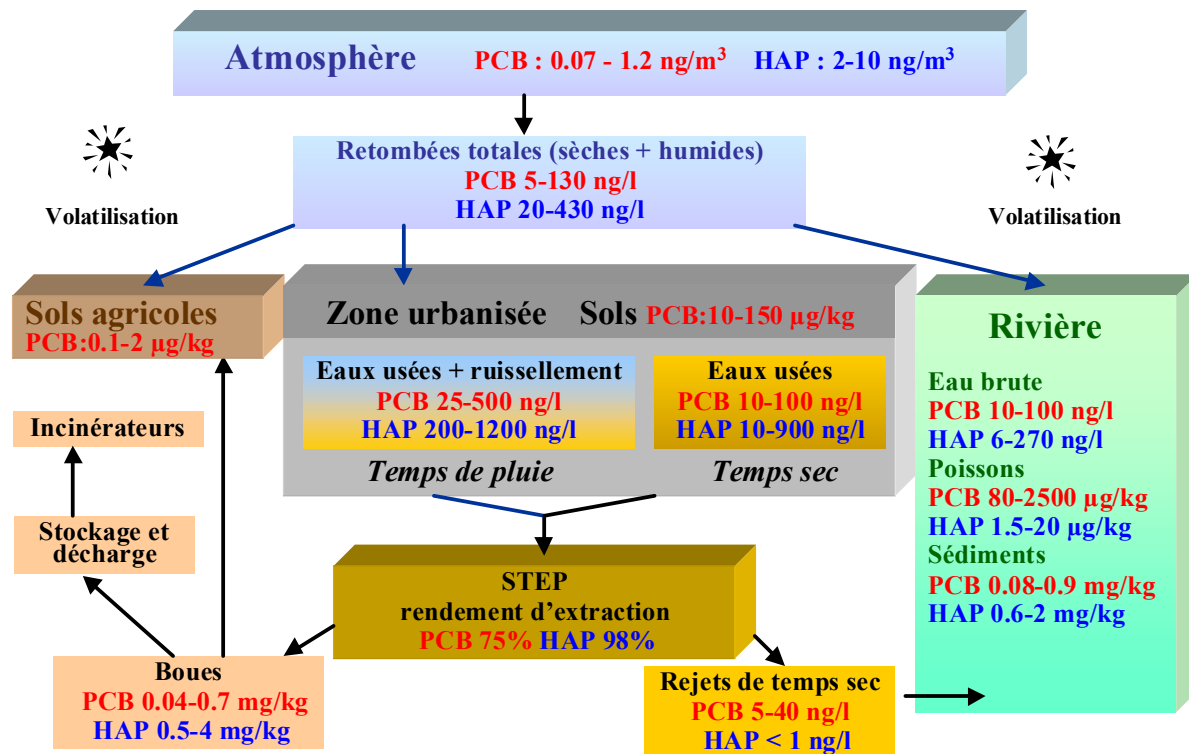 Atmosphère PCB : 0.07 - 1.2 ng/m³ HAP : 2-10 ng/m³
Retombées totales (sèches + humides)
PCB 5-130 ng/l
HAP 20-430 ng/l
Volatilisation
Volatilisation
Sols agricoles
PCB:0.1-2 µg/kg
Zone urbanisée Sols PCB:10-150 µg/kg
Eaux usées + ruissellement
PCB 25-500 ng/l
HAP 200-1200 ng/l
Temps de pluie
Eaux usées
PCB 10-100 ng/l
HAP 10-900 ng/l
Temps sec
Rivière
Eau brute
PCB 10-100 ng/l
HAP 6-270 ng/l
Poissons
PCB 80-2500 µg/kg
HAP 1.5-20 µg/kg
Sédiments
PCB 0.08-0.9 mg/kg
HAP 0.6-2 mg/kg
Incinérateurs
Stockage et
décharge
STEP
rendement d’extraction
PCB 75% HAP 98%
Boues
PCB 0.04-0.7 mg/kg
HAP 0.5-4 mg/kg
Rejets de temps sec
PCB 5-40 ng/l
HAP < 1 ng/l